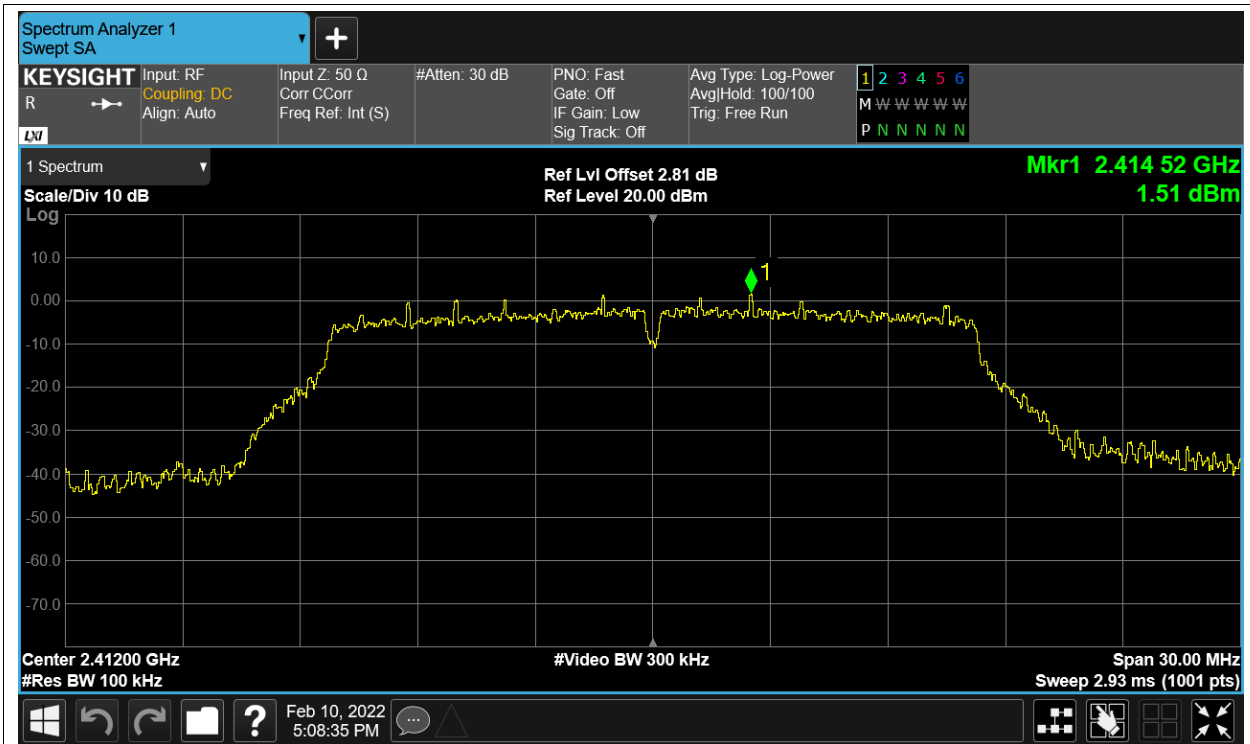 Spectrum Analyzer 1
Swept SA
KEYSIGHT
R
LXI
Input: RF
Coupling: DC
Align: Auto
Input Z: 50 Ω
Corr CCorr
Freq Ref: Int (S)
#Atten: 30 dB
PNO: Fast
Gate: Off
IF Gain: Low
Sig Track: Off
Avg Type: Log-Power
Avg|Hold: 100/100
Trig: Free Run
1 2 3 4 5 6
M W W W W W
P N N N N N
1 Spectrum
Scale/Div 10 dB
Ref Lvl Offset 2.81 dB
Ref Level 20.00 dBm
Mkr1 2.414 52 GHz
1.51 dBm
Log
10.0
0.00
-10.0
-20.0
-30.0
-40.0
-50.0
-60.0
-70.0
1
Center 2.41200 GHz
#Res BW 100 kHz
#Video BW 300 kHz
Span 30.00 MHz
Sweep 2.93 ms (1001 pts)
?
Feb 10, 2022
5:08:35 PM